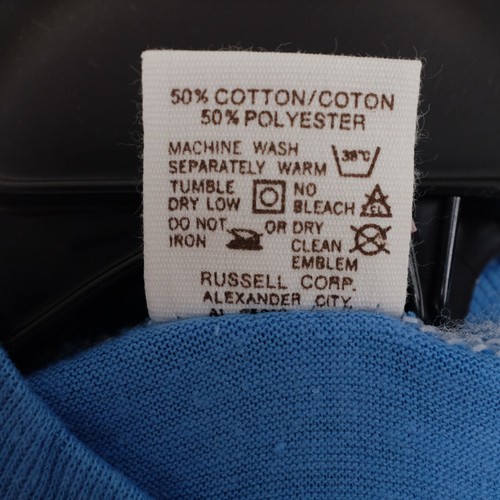 50% COTTON/COTON
50% POLYESTER
MACHINE WASH
SEPARATELY WARM 38°C
TUMBLE DRY LOW
NO BLEACH CL
DO NOT IRON
OR DRY CLEAN EMBLEM
RUSSELL CORP.
ALEXANDER CITY,